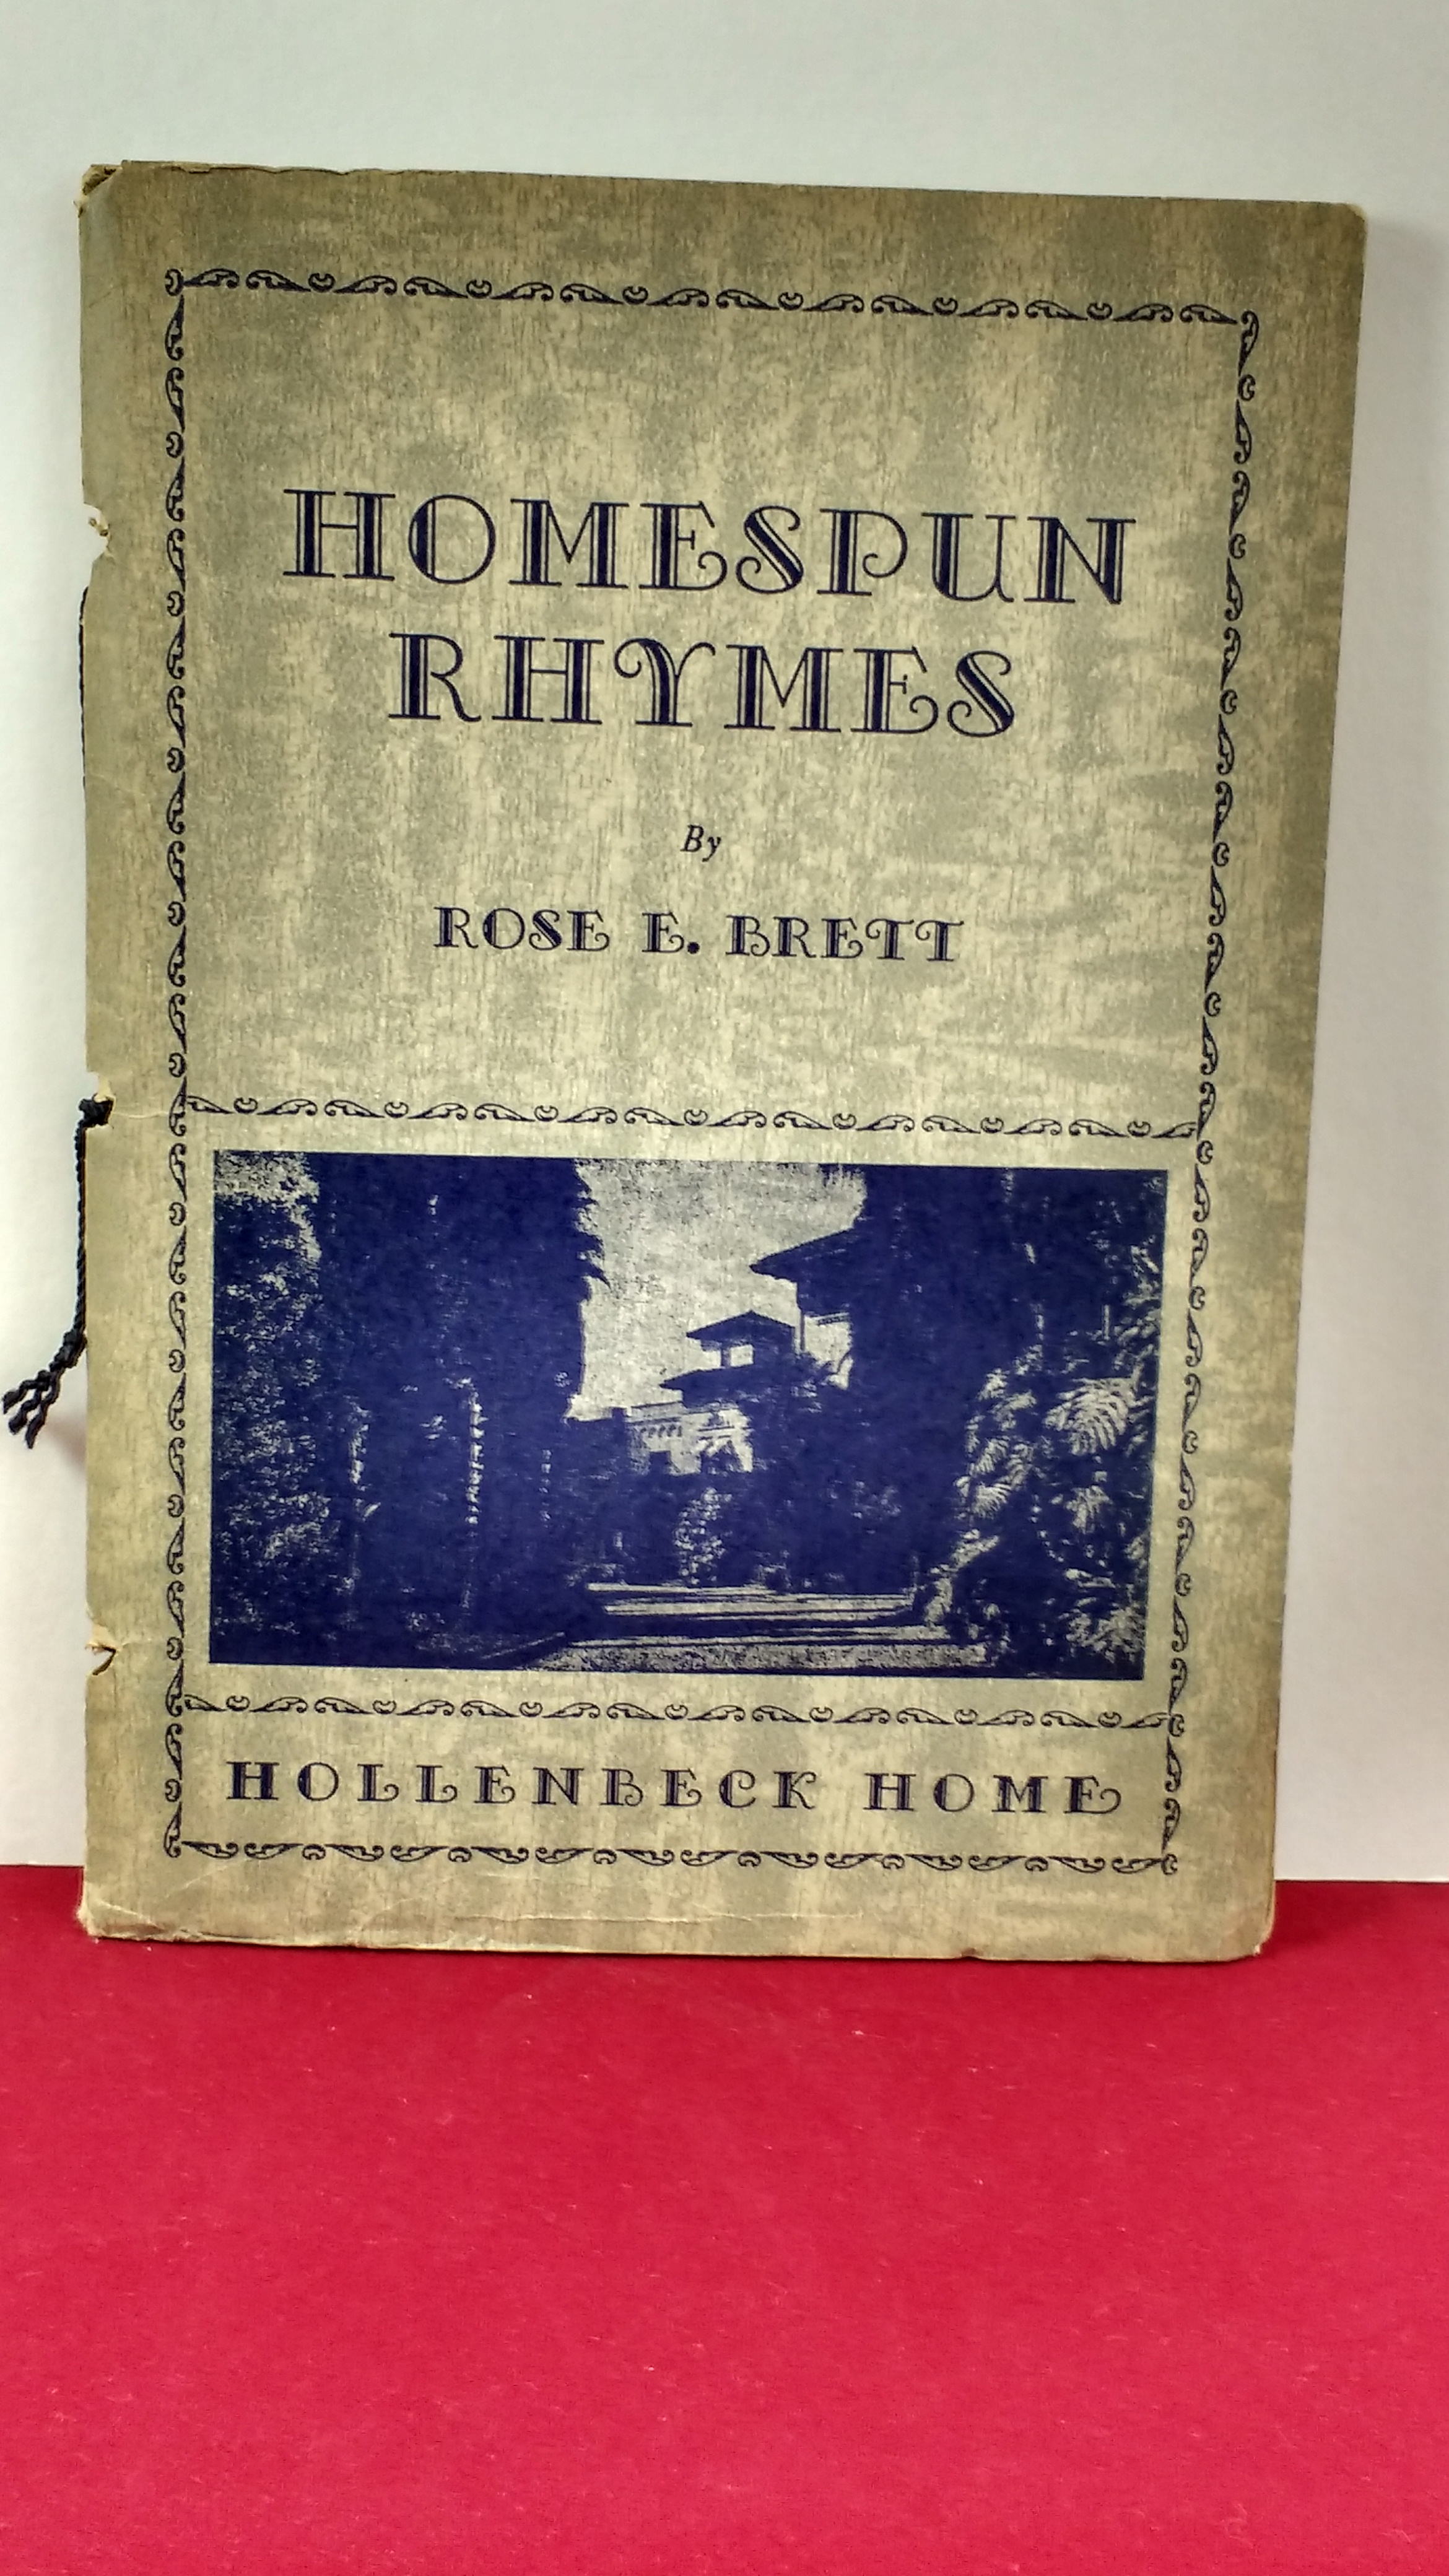 HOMESPUN
RHYMES
By
ROSE E. BRETT
HOLLENBECK HOME